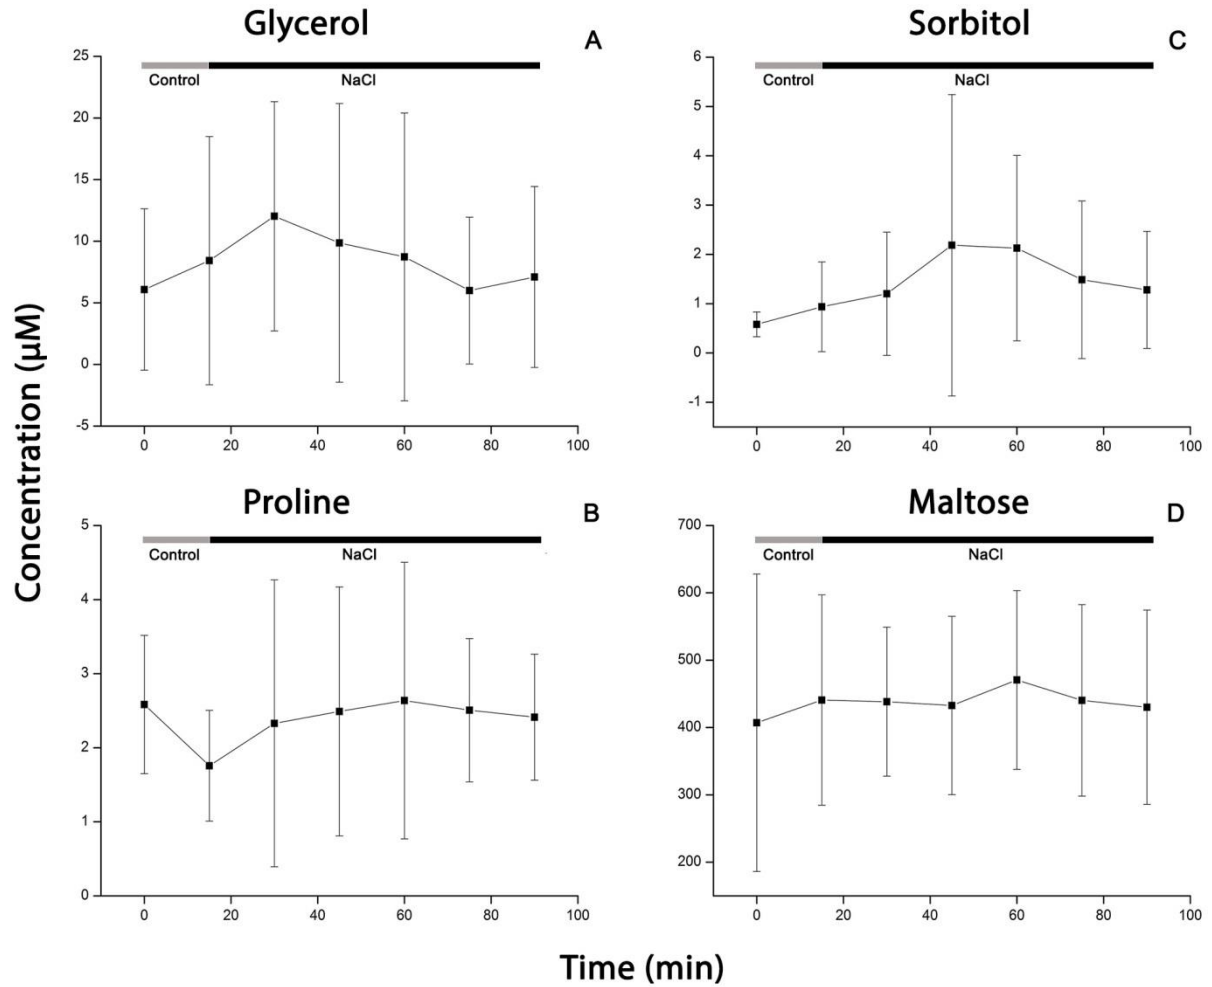 Glycerol
A
25
20
15
10
5
0
-5
Control
NaCl
0 20 40 60 80 100
Sorbitol
C
6
5
4
3
2
1
0
-1
Control
NaCl
0 20 40 60 80 100
Proline
B
5
4
3
2
1
0
Control
NaCl
0 20 40 60 80 100
Maltose
D
700
600
500
400
300
200
Control
NaCl
0 20 40 60 80 100
Concentration (µM)
Time (min)